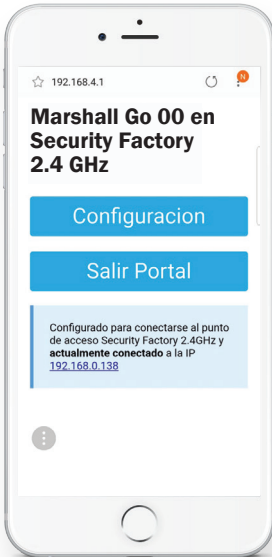 192.168.4.1
N
Marshall Go 00 en
Security Factory
2.4 GHz
Configuracion
Salir Portal
Configurado para conectarse al punto
de acceso Security Factory 2.4GHz y
actualmente conectado a la IP
192.168.0.138